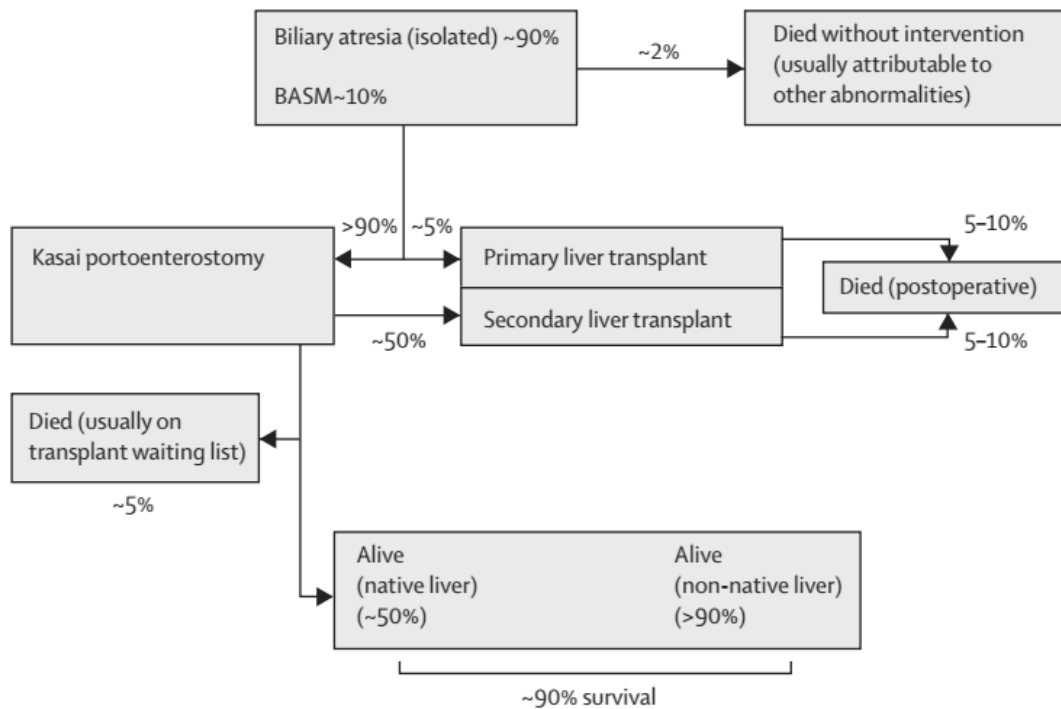 Biliary atresia (isolated) ~90%
BASM~10%
~2%
Died without intervention
(usually attributable to
other abnormalities)
>90%
~5%
Kasai portoenterostomy
Primary liver transplant
Secondary liver transplant
~50%
5–10%
Died (postoperative)
5–10%
Died (usually on
transplant waiting list)
~5%
Alive
(native liver)
(~50%)
Alive
(non-native liver)
(>90%)
~90% survival